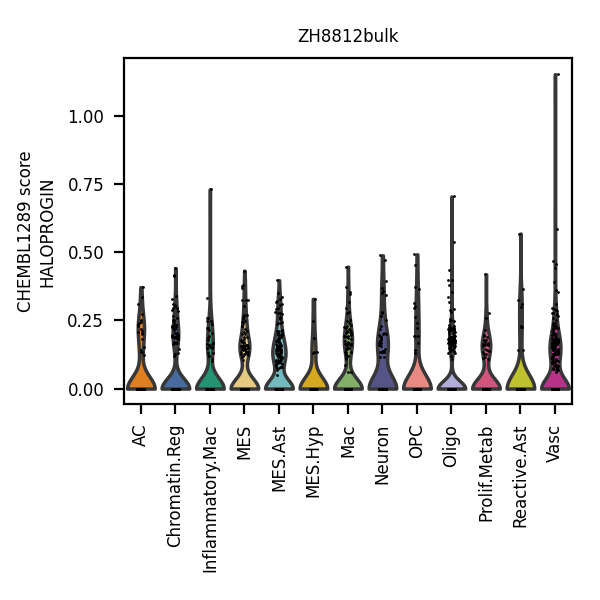 ZH8812bulk
CHEMBL1289 score
HALOPROGIN
1.00
0.75
0.50
0.25
0.00
AC
Chromatin.Reg
Inflammatory.Mac
MES
MES.Ast
MES.Hyp
Mac
Neuron
OPC
Oligo
Prolif.Metab
Reactive.Ast
Vasc